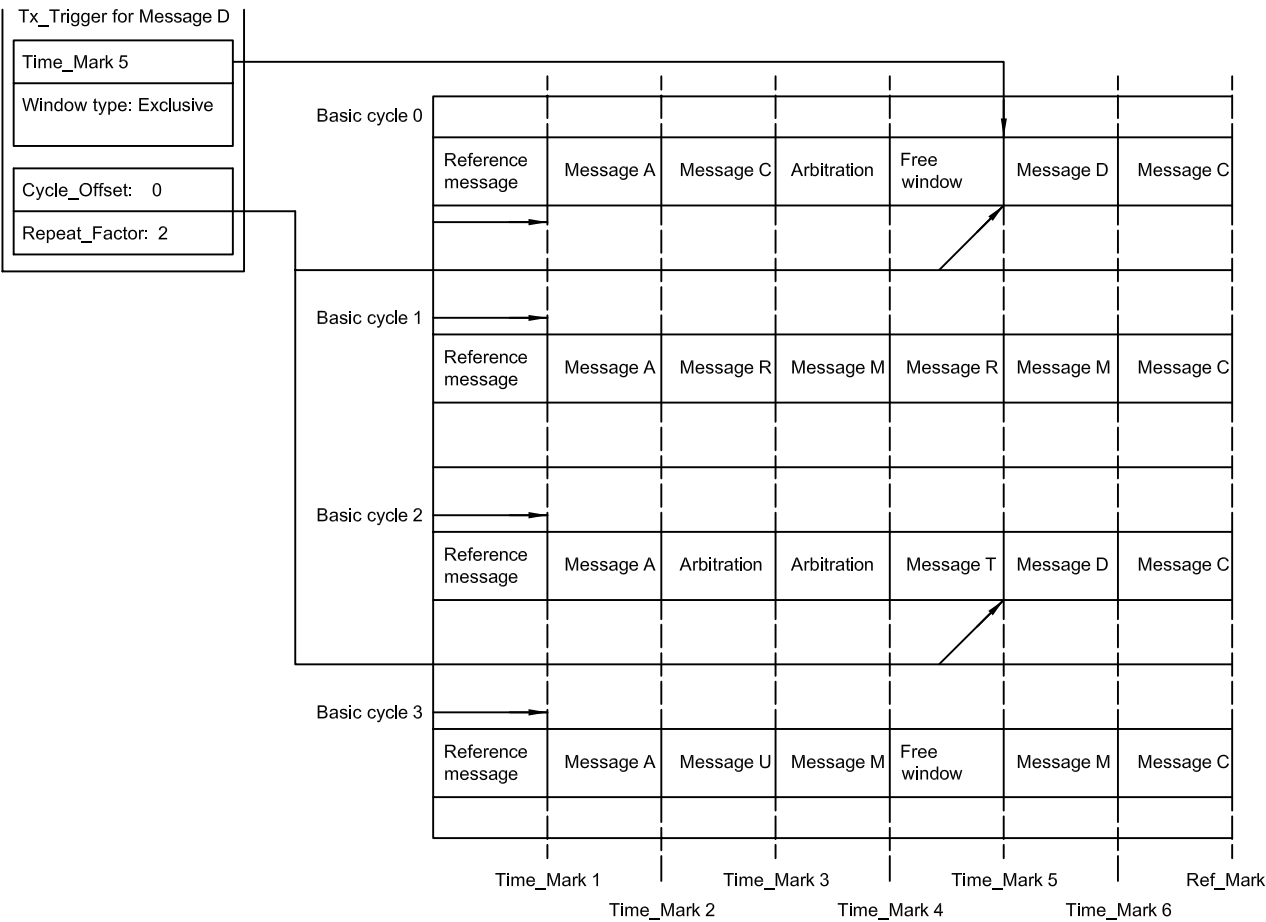 Tx_Trigger for Message D
Time_Mark 5
Window type: Exclusive
Cycle_Offset: 0
Repeat_Factor: 2
Basic cycle 0
Reference message
Message A
Message C
Arbitration
Free window
Message D
Message C
Basic cycle 1
Reference message
Message A
Message R
Message M
Message R
Message M
Message C
Basic cycle 2
Reference message
Message A
Arbitration
Arbitration
Message T
Message D
Message C
Basic cycle 3
Reference message
Message A
Message U
Message M
Free window
Message M
Message C
Time_Mark 1
Time_Mark 2
Time_Mark 3
Time_Mark 4
Time_Mark 5
Time_Mark 6
Ref_Mark